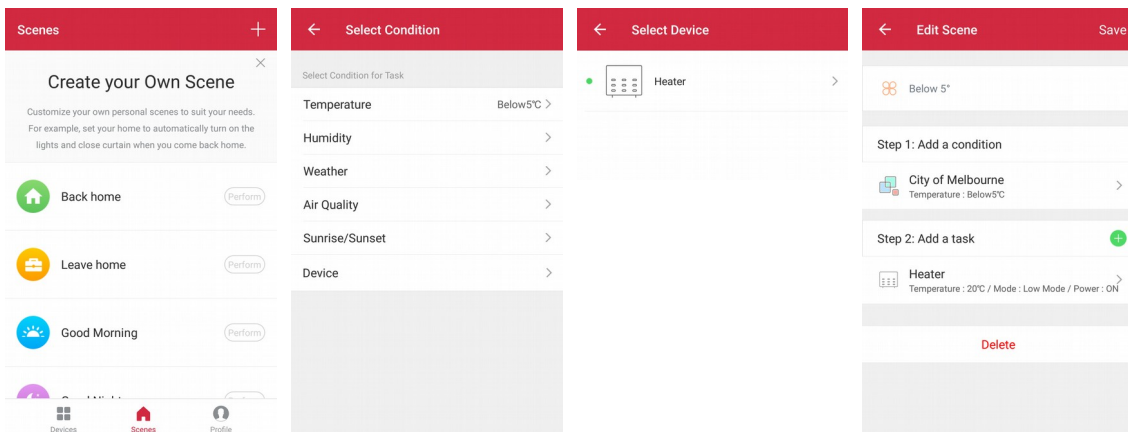 Scenes
Create your Own Scene
Customize your own personal scenes to suit your needs.
For example, set your home to automatically turn on the
lights and close curtain when you come back home.
Back home
Perform
Leave home
Perform
Good Morning
Perform
Devices
Scenes
Profile
Select Condition
Select Condition for Task
Temperature Below5℃
Humidity
Weather
Air Quality
Sunrise/Sunset
Device
Select Device
Heater
Edit Scene Save
Below 5°
Step 1: Add a condition
City of Melbourne
Temperature : Below5℃
Step 2: Add a task
Heater
Temperature : 20℃ / Mode : Low Mode / Power : ON
Delete